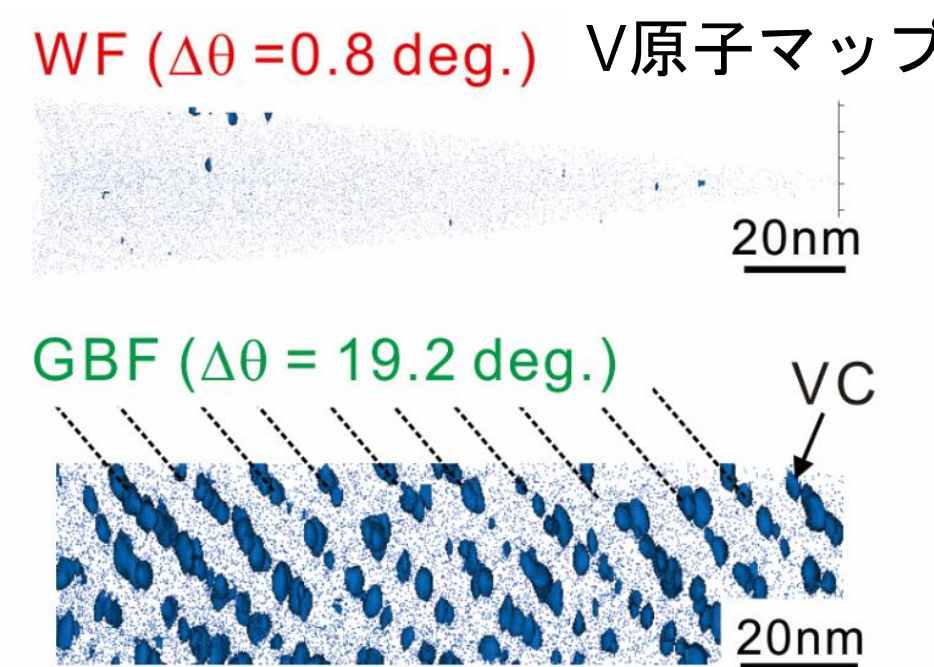 WF (Δθ =0.8 deg.)
V原子マップ
20nm
GBF (Δθ = 19.2 deg.)
VC
20nm